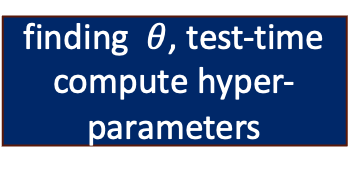 finding 𝜃, test-time
compute hyper-
parameters